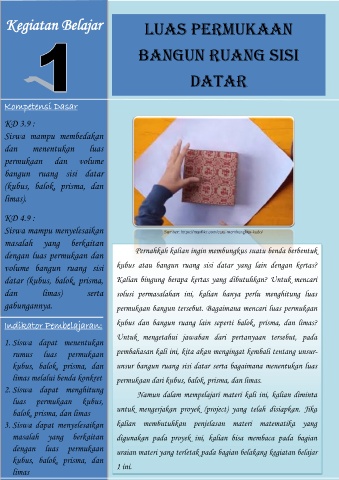 Kegiatan Belajar
1
LUAS PERMUKAAN
BANGUN RUANG SISI
DATAR
Kompetensi Dasar
KD 3.9 :
Siswa mampu membedakan
dan menentukan luas
permukaan dan volume
bangun ruang sisi datar
(kubus, balok, prisma, dan
limas).
KD 4.9 :
Siswa mampu menyelesaikan
masalah yang berkaitan
dengan luas permukaan dan
volume bangun ruang sisi
datar (kubus, balok, prisma,
dan limas) serta
gabungannya.
Indikator Pembelajaran:
1. Siswa dapat menentukan
rumus luas permukaan
kubus, balok, prisma, dan
limas melalui benda konkret
2. Siswa dapat menghitung
luas permukaan kubus,
balok, prisma, dan limas
3. Siswa dapat menyelesaikan
masalah yang berkaitan
dengan luas permukaan
kubus, balok, prisma, dan
limas
Pernahkah kalian ingin membungkus suatu benda berbentuk
kubus atau bangun ruang sisi datar yang lain dengan kertas?
Kalian bingung berapa kertas yang dibutuhkan? Untuk mencari
solusi permasalahan ini, kalian hanya perlu menghitung luas
permukaan bangun tersebut. Bagaimana mencari luas permukaan
kubus dan bangun ruang lain seperti balok, prisma, dan limas?
Untuk mengetahui jawaban dari pertanyaan tersebut, pada
pembahasan kali ini, kita akan mengingat kembali tentang unsur-
unsur bangun ruang sisi datar serta bagaimana menentukan luas
permukaan dari kubus, balok, prisma, dan limas.
Namun dalam mempelajari materi kali ini, kalian diminta
untuk mengerjakan proyek (project) yang telah disiapkan. Jika
kalian membutuhkan penjelasan materi matematika yang
digunakan pada proyek ini, kalian bisa membaca pada bagian
uraian materi yang terletak pada bagian belakang kegiatan belajar
1 ini.